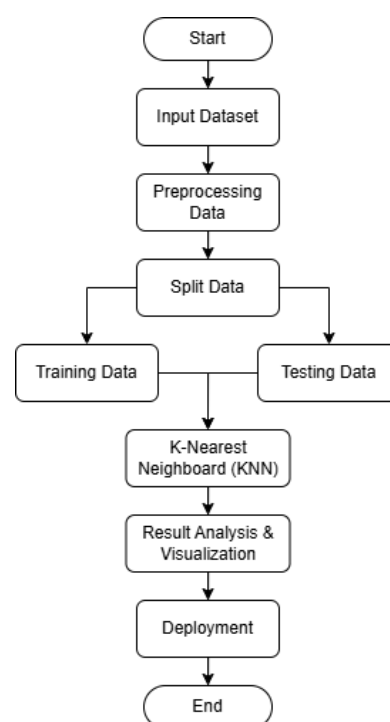 Start
Input Dataset
Preprocessing
Data
Split Data
Training Data
Testing Data
K-Nearest
Neighboard (KNN)
Result Analysis &
Visualization
Deployment
End